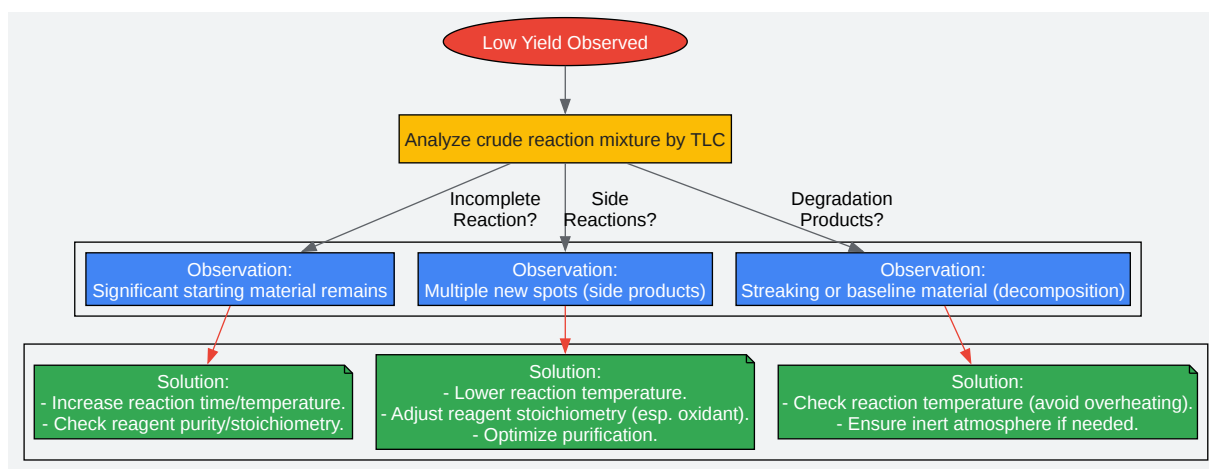 Low Yield Observed
Analyze crude reaction mixture by TLC
Incomplete
Reaction?
Side
Reactions?
Degradation
Products?
Observation:
Significant starting material remains
Observation:
Multiple new spots (side products)
Observation:
Streaking or baseline material (decomposition)
Solution:
- Increase reaction time/temperature.
- Check reagent purity/stoichiometry.
Solution:
- Lower reaction temperature.
- Adjust reagent stoichiometry (esp. oxidant).
- Optimize purification.
Solution:
- Check reaction temperature (avoid overheating).
- Ensure inert atmosphere if needed.